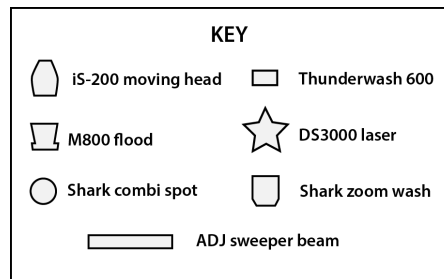 KEY
iS-200 moving head
Thunderwash 600
M800 flood
DS3000 laser
Shark combi spot
Shark zoom wash
ADJ sweeper beam